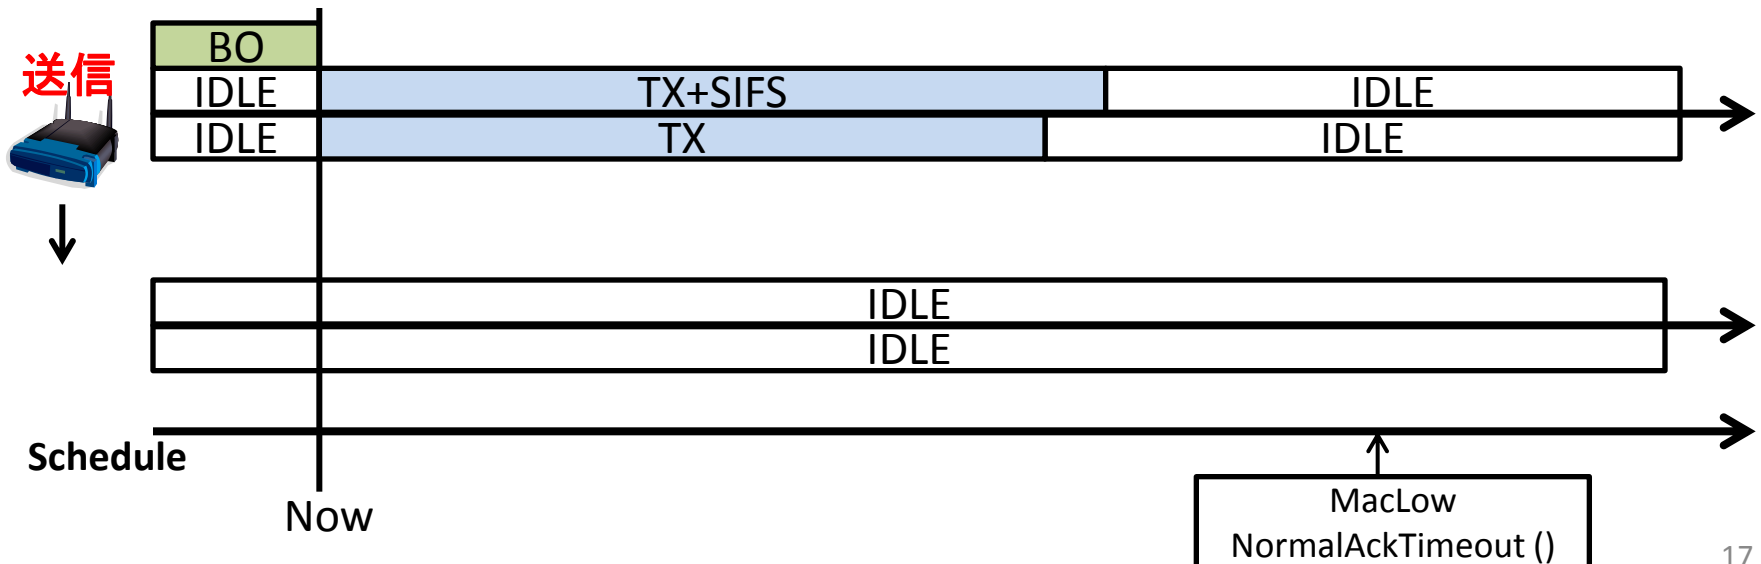 BO
送信
IDLE
TX+SIFS
IDLE
IDLE
TX
IDLE
IDLE
IDLE
Schedule
Now
MacLow
NormalAckTimeout ()
17